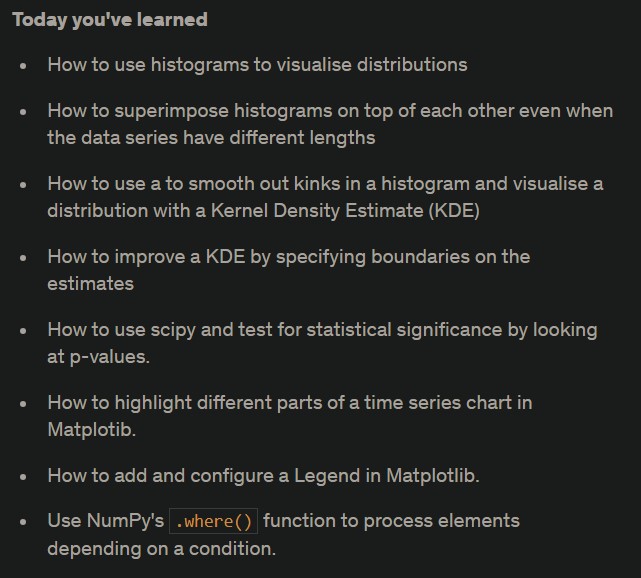 Today you've learned
How to use histograms to visualise distributions
How to superimpose histograms on top of each other even when
the data series have different lengths
How to use a to smooth out kinks in a histogram and visualise a
distribution with a Kernel Density Estimate (KDE)
How to improve a KDE by specifying boundaries on the
estimates
How to use scipy and test for statistical significance by looking
at p-values.
How to highlight different parts of a time series chart in
Matplotib.
How to add and configure a Legend in Matplotlib.
Use NumPy's .where() function to process elements
depending on a condition.